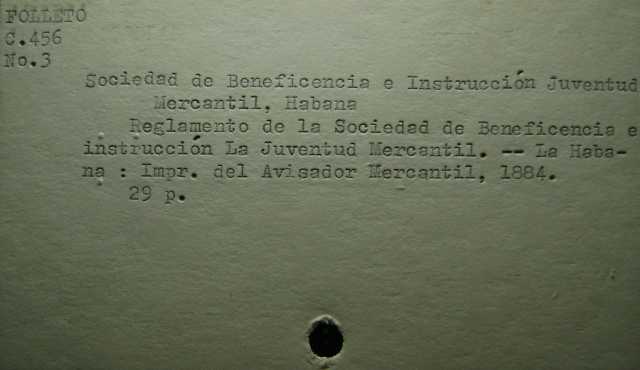 FOLLETO
C.456
No.3
Sociedad de Beneficencia e Instrucción Juventud
Mercantil, Habana
Reglamento de la Sociedad de Beneficencia e
instrucción La Juventud Mercantil. -- La Haba-
na : Impr. del Avisador Mercantil, 1884.
29 p.